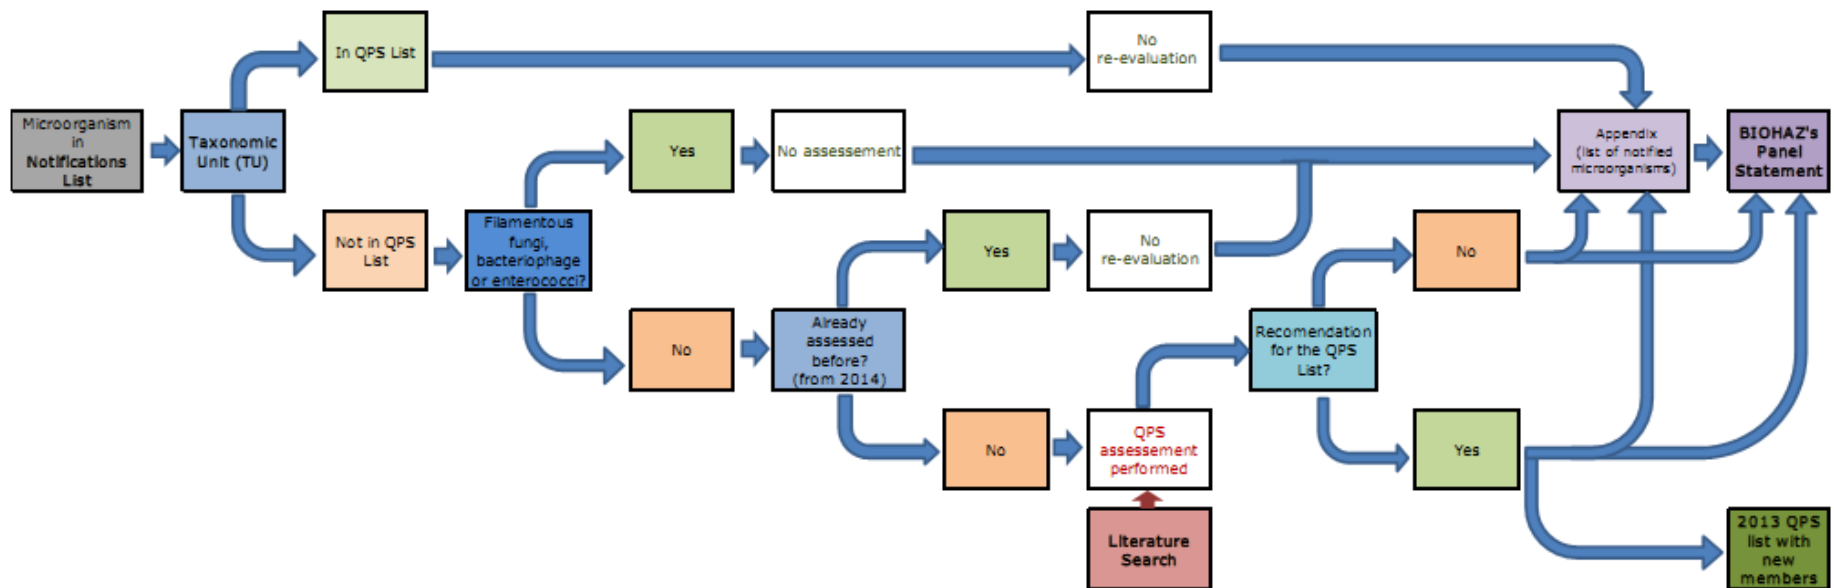 In QPS List
No
re-evaluation
Microorganism
in
Notifications
List
Taxonomic
Unit (TU)
Yes
No assessement
Appendix
(list of notified
microorganisms)
BIOHAZ's
Panel
Statement
Not in QPS
List
Filamentous
fungi,
bacteriophage
or enterococci?
Yes
No
re-evaluation
No
No
Already
assessed
before?
(from 2014)
Recomendation
for the QPS
List?
No
QPS
assessement
performed
Yes
Literature
Search
2013 QPS
list with
new
members